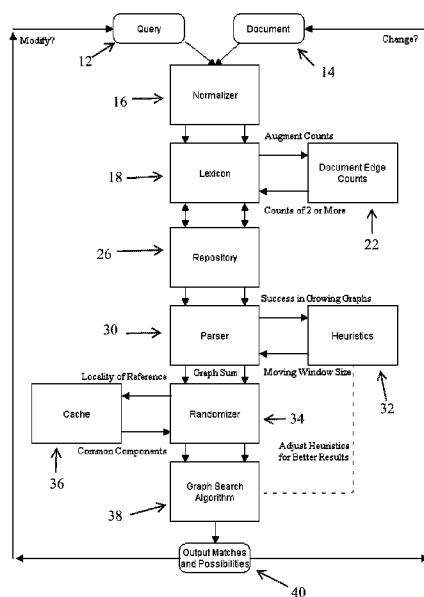 Query
Document
Modify?
Change?
12
14
16
Normalizer
Augment Counts
18
Lexicon
Document Edge
Counts
Counts of 2 or More
22
26
Repository
Success in Growing Graphs
30
Parser
Heuristics
Graph Sum
Moving Window Size
32
Locality of Reference
Cache
Randomizer
34
36
Common Components
Adjust Heuristics
for Better Results
Graph Search
Algorithm
38
Output Matches
and Possibilities
40